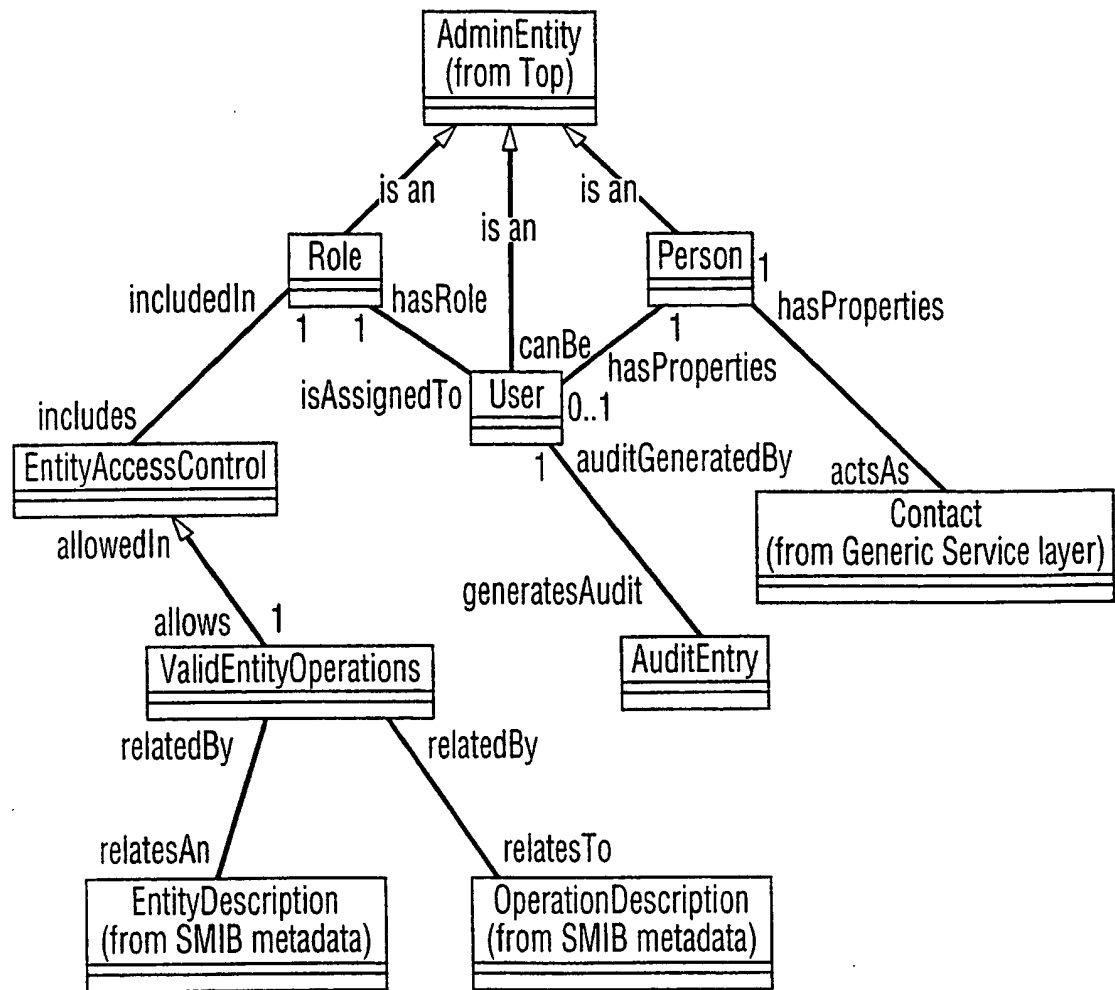 AdminEntity
(from Top)
is an
is an
is an
Role
Person
1
includedIn
hasRole
hasProperties
1
1
1
canBe
hasProperties
isAssignedTo
User
0..1
includes
1
auditGeneratedBy
EntityAccessControl
actsAs
Contact
(from Generic Service layer)
allowedIn
generatesAudit
allows
1
ValidEntityOperations
AuditEntry
relatedBy
relatedBy
relatesAn
relatesTo
EntityDescription
(from SMIB metadata)
OperationDescription
(from SMIB metadata)